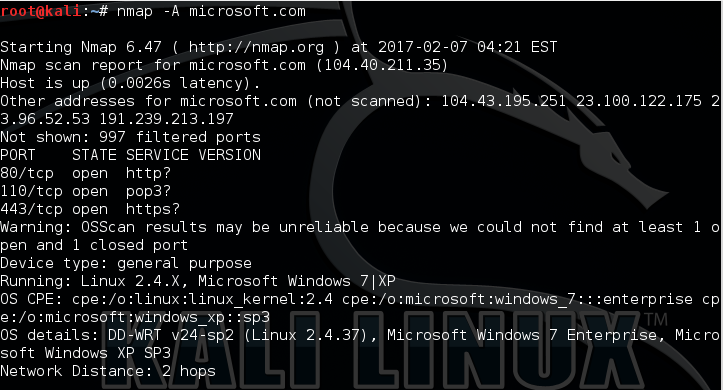 root@kali:~# nmap -A microsoft.com
Starting Nmap 6.47 ( http://nmap.org ) at 2017-02-07 04:21 EST
Nmap scan report for microsoft.com (104.40.211.35)
Host is up (0.0026s latency).
Other addresses for microsoft.com (not scanned): 104.43.195.251 23.100.122.175 2
3.96.52.53 191.239.213.197
Not shown: 997 filtered ports
PORT    STATE SERVICE VERSION
80/tcp  open  http?
110/tcp open  pop3?
443/tcp open  https?
Warning: OSScan results may be unreliable because we could not find at least 1 o
pen and 1 closed port
Device type: general purpose
Running: Linux 2.4.X, Microsoft Windows 7|XP
OS CPE: cpe:/o:linux:linux_kernel:2.4 cpe:/o:microsoft:windows_7:::enterprise cp
e:/o:microsoft:windows_xp::sp3
OS details: DD-WRT v24-sp2 (Linux 2.4.37), Microsoft Windows 7 Enterprise, Micro
soft Windows XP SP3
Network Distance: 2 hops
KALI LINUX™